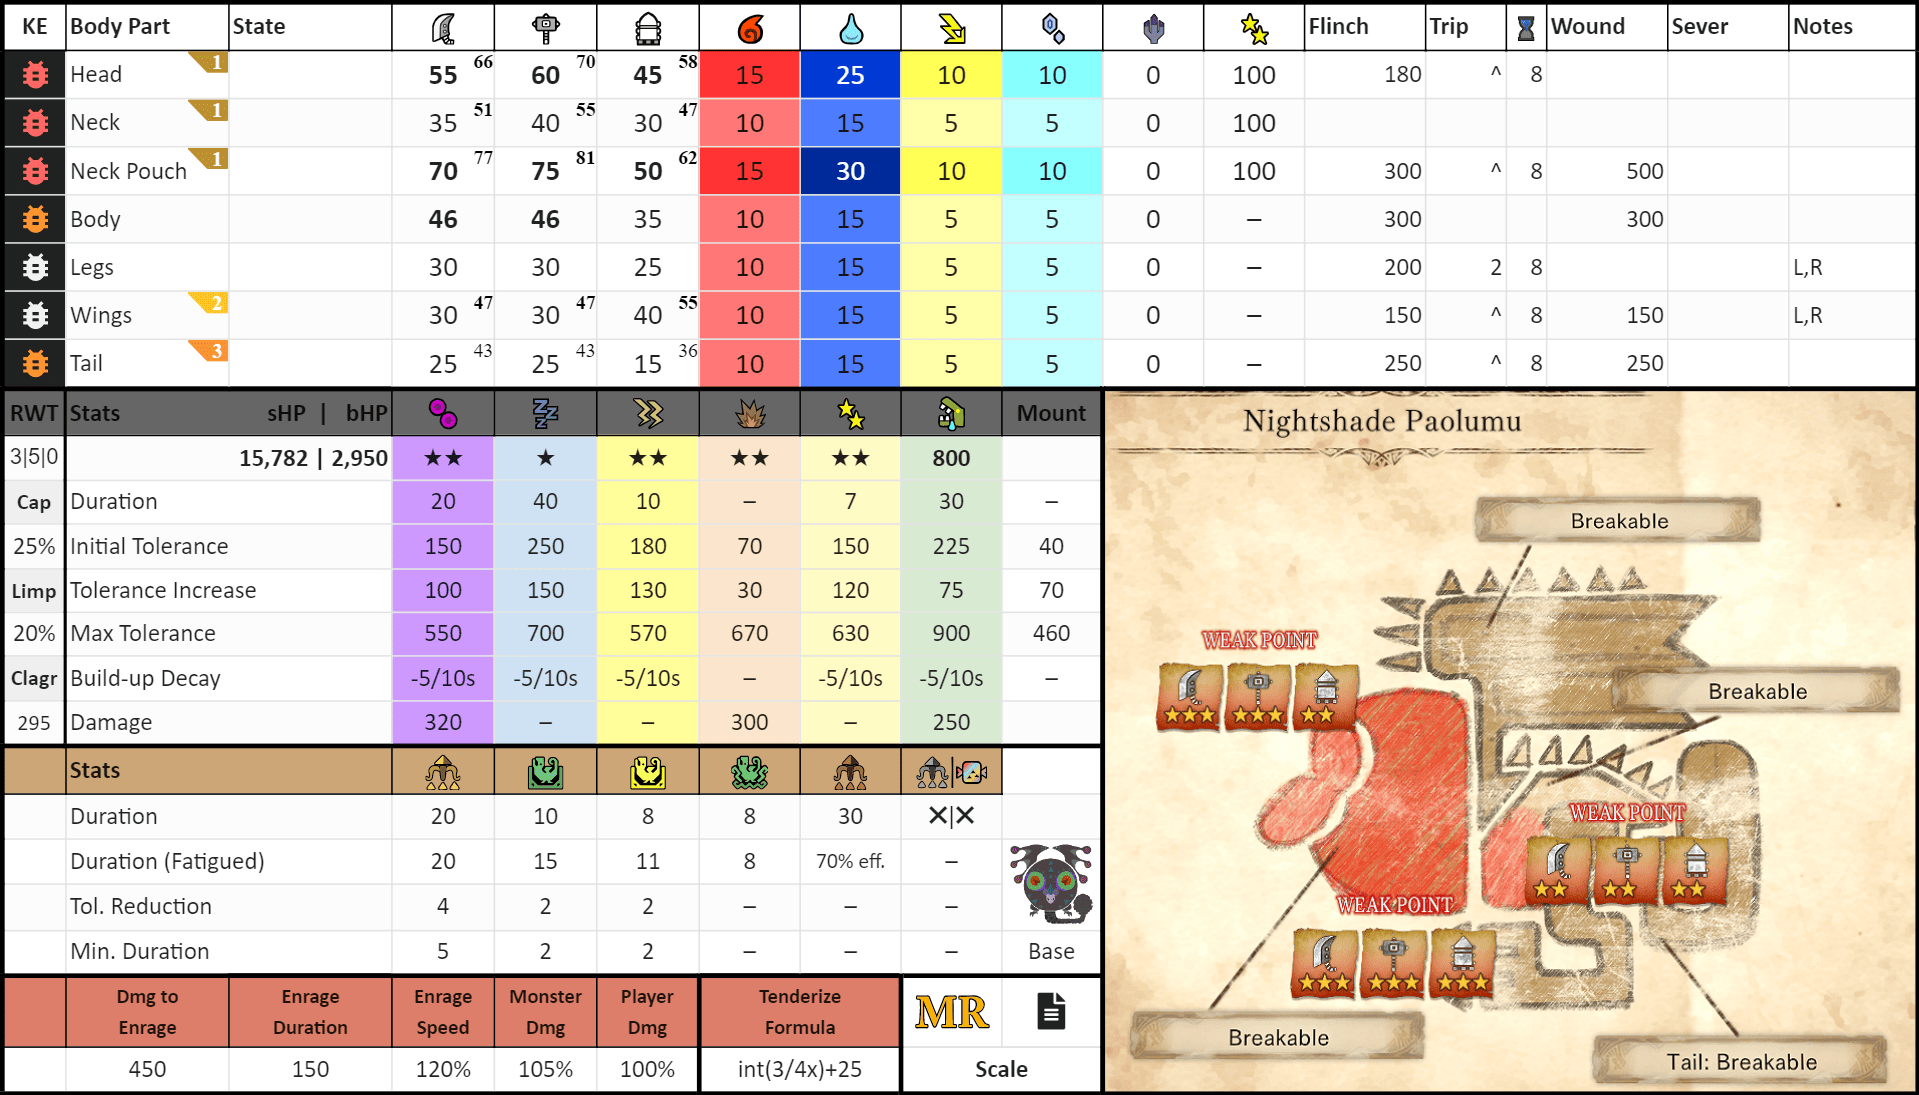 KE Body Part State Flinch Trip Wound Sever Notes
Head 1 55 66 60 70 45 58 15 25 10 10 0 100 180 ^ 8
Neck 1 35 51 40 55 30 47 10 15 5 5 0 100
Neck Pouch 1 70 77 75 81 50 62 15 30 10 10 0 100 300 ^ 8 500
Body 46 46 35 10 15 5 5 0 – 300 300
Legs 30 30 25 10 15 5 5 0 – 200 2 8 L,R
Wings 2 30 47 30 47 40 55 10 15 5 5 0 – 150 ^ 8 150 L,R
Tail 3 25 43 25 43 15 36 10 15 5 5 0 – 250 ^ 8 250
RWT Stats sHP | bHP Mount
3|5|0 15,782 | 2,950 ★★ ★ ★★ ★★ ★★ 800
Cap Duration 20 40 10 – 7 30 –
25% Initial Tolerance 150 250 180 70 150 225 40
Limp Tolerance Increase 100 150 130 30 120 75 70
20% Max Tolerance 550 700 570 670 630 900 460
Clagr Build-up Decay -5/10s -5/10s -5/10s – -5/10s -5/10s –
295 Damage 320 – – 300 – 250
Stats
Duration 20 10 8 8 30 ✕|✕
Duration (Fatigued) 20 15 11 8 70% eff. –
Tol. Reduction 4 2 2 – – –
Min. Duration 5 2 2 – – – Base
Dmg to Enrage Enrage Monster Player Tenderize
Enrage Duration Speed Dmg Dmg Formula
MR
450 150 120% 105% 100% int(3/4x)+25 Scale
Nightshade Paolumu
Breakable
WEAK POINT
Breakable
WEAK POINT
WEAK POINT
Breakable
Tail: Breakable